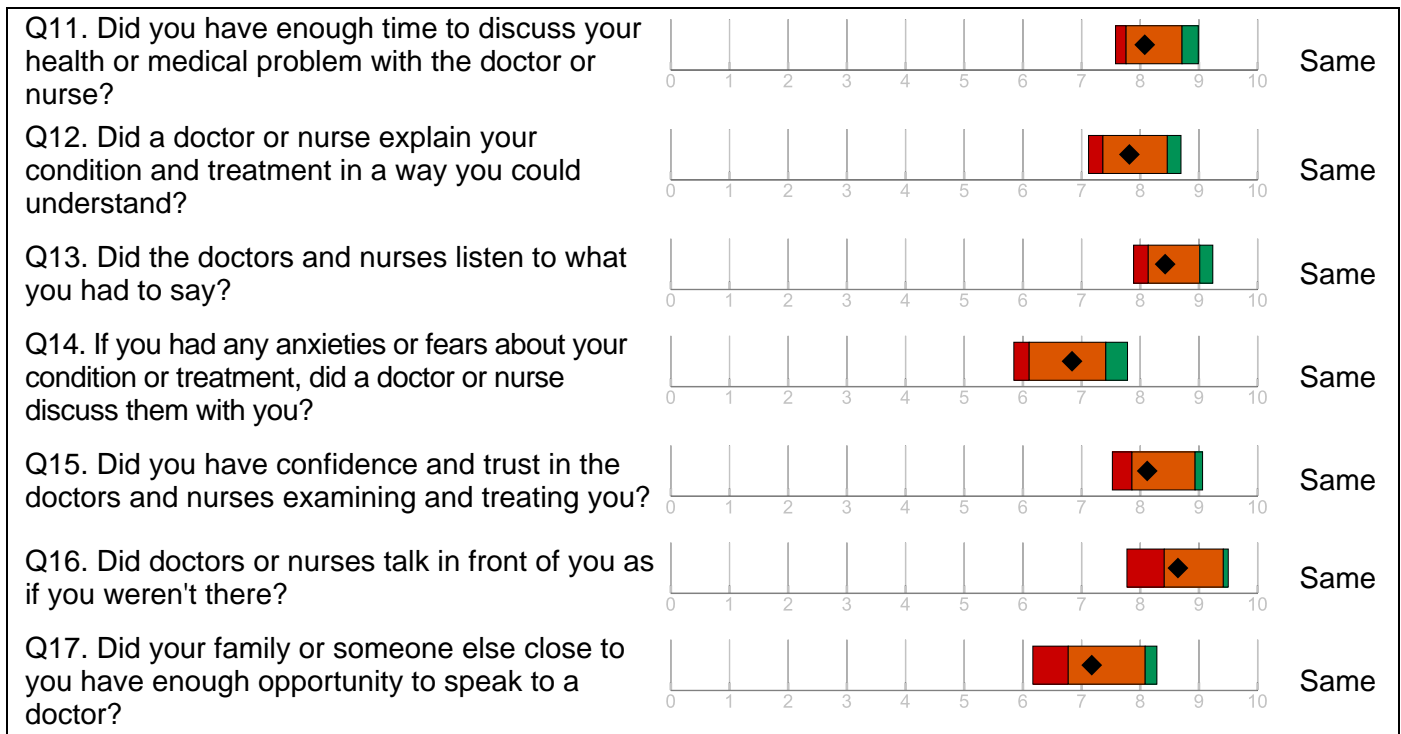 Q11. Did you have enough time to discuss your
health or medical problem with the doctor or
nurse?
0 1 2 3 4 5 6 7 8 9 10
Same
Q12. Did a doctor or nurse explain your
condition and treatment in a way you could
understand?
0 1 2 3 4 5 6 7 8 9 10
Same
Q13. Did the doctors and nurses listen to what
you had to say?
0 1 2 3 4 5 6 7 8 9 10
Same
Q14. If you had any anxieties or fears about your
condition or treatment, did a doctor or nurse
discuss them with you?
0 1 2 3 4 5 6 7 8 9 10
Same
Q15. Did you have confidence and trust in the
doctors and nurses examining and treating you?
0 1 2 3 4 5 6 7 8 9 10
Same
Q16. Did doctors or nurses talk in front of you as
if you weren't there?
0 1 2 3 4 5 6 7 8 9 10
Same
Q17. Did your family or someone else close to
you have enough opportunity to speak to a
doctor?
0 1 2 3 4 5 6 7 8 9 10
Same